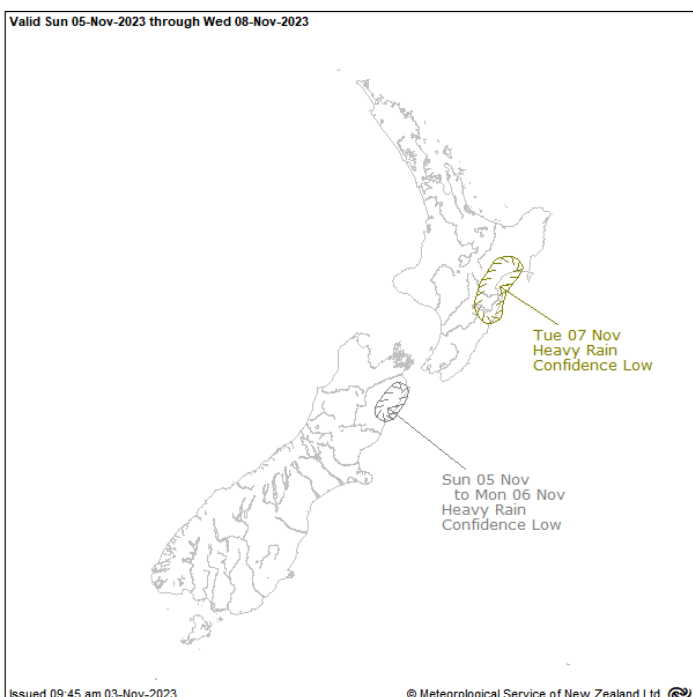 Valid Sun 05-Nov-2023 through Wed 08-Nov-2023
Tue 07 Nov
Heavy Rain
Confidence Low
Sun 05 Nov
to Mon 06 Nov
Heavy Rain
Confidence Low
Issued 09:45 am 03-Nov-2023
© Meteorological Service of New Zealand Ltd